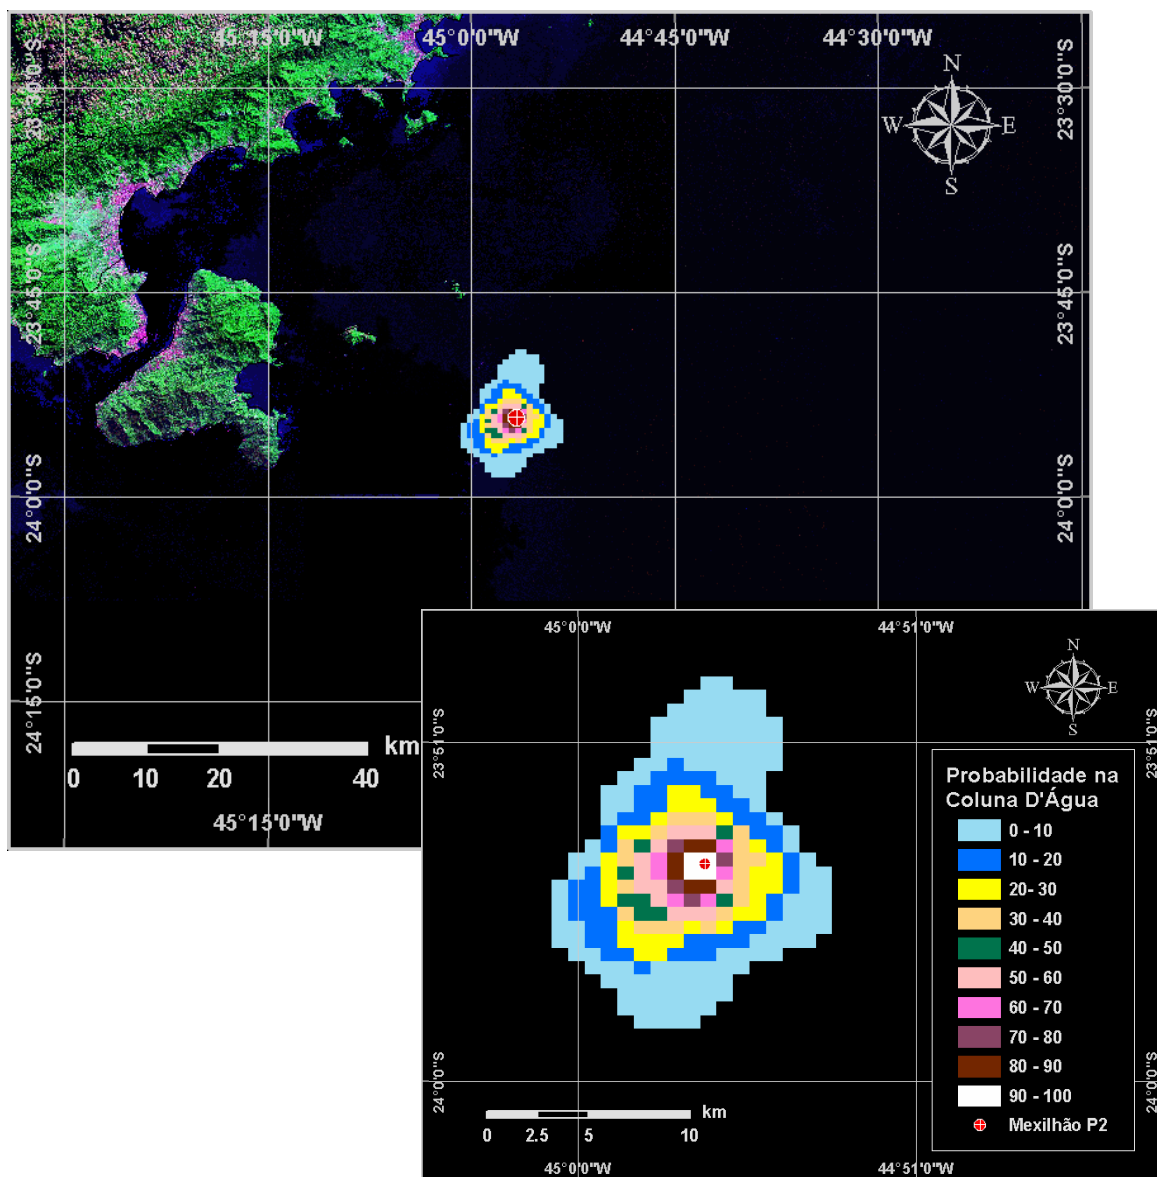 45°15'0"W 45°0'0"W 44°45'0"W 44°30'0"W
23°30'0"S 23°30'0"S
N
W E
S
23°45'0"S 23°45'0"S
24°0'0"S 24°0'0"S
24°15'0"S
km
0 10 20 40
45°15'0"W
45°0'0"W 44°51'0"W
N
W E
S
23°51'0"S 23°51'0"S
Probabilidade na
Coluna D'Água
0 - 10
10 - 20
20- 30
30 - 40
40 - 50
50 - 60
60 - 70
70 - 80
80 - 90
90 - 100
Mexilhão P2
24°0'0"S 24°0'0"S
km
0 2.5 5 10
45°0'0"W 44°51'0"W